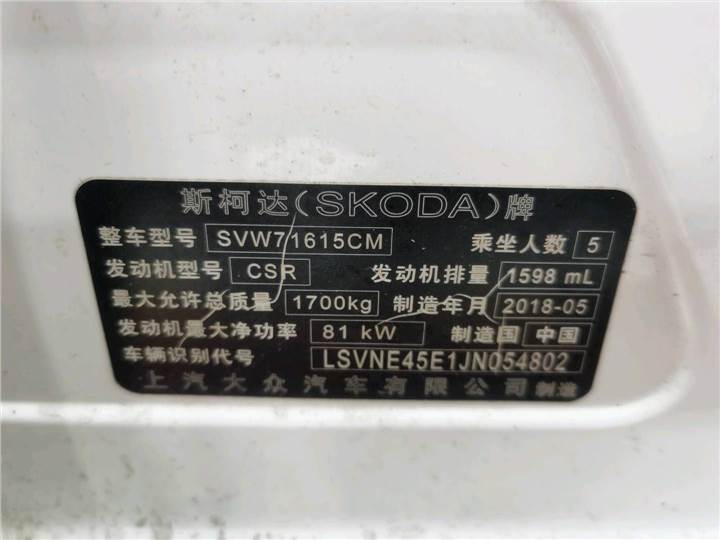 斯柯达(SKODA)牌
整车型号 SVW71615CM 乘坐人数 5
发动机型号 CSR 发动机排量 1598 mL
最大允许总质量 1700kg 制造年月 2018-05
发动机最大净功率 81 kW 制造国 中国
车辆识别代号 LSVNE45E1JN054802
上汽大众汽车有限公司 制造